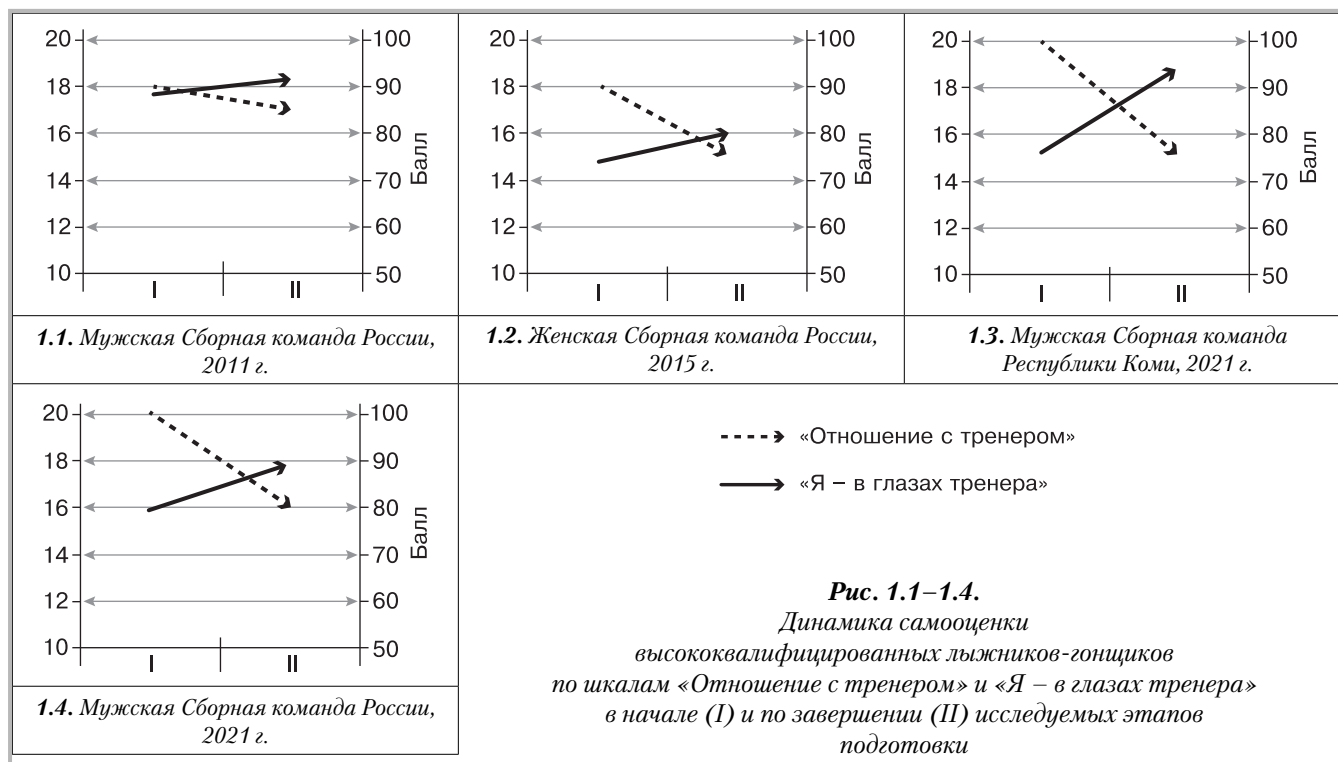 20
18
16
14
12
10
100
90
80
70
60
50
Балл
I
II
1.1. Мужская Сборная команда России,
2011 г.
20
18
16
14
12
10
100
90
80
70
60
50
Балл
I
II
1.2. Женская Сборная команда России,
2015 г.
20
18
16
14
12
10
100
90
80
70
60
50
Балл
I
II
1.3. Мужская Сборная команда
Республики Коми, 2021 г.
20
18
16
14
12
10
100
90
80
70
60
50
Балл
I
II
1.4. Мужская Сборная команда России,
2021 г.
«Отношение с тренером»
«Я – в глазах тренера»
Рис. 1.1–1.4.
Динамика самооценки
высококвалифицированных лыжников-гонщиков
по шкалам «Отношение с тренером» и «Я – в глазах тренера»
в начале (I) и по завершении (II) исследуемых этапов
подготовки